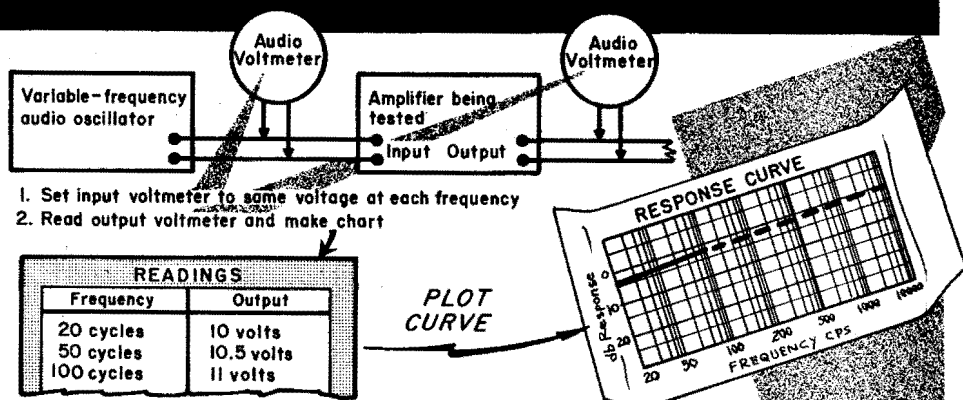 Audio
Voltmeter
Audio
Voltmeter
Variable-frequency
audio oscillator
Amplifier being
tested
Input Output
1. Set input voltmeter to same voltage at each frequency
2. Read output voltmeter and make chart
READINGS
Frequency Output
20 cycles 10 volts
50 cycles 10.5 volts
100 cycles 11 volts
PLOT
CURVE
RESPONSE CURVE
db Response
0
10
20
20 50 100 200 500 1000 10000
FREQUENCY CPS